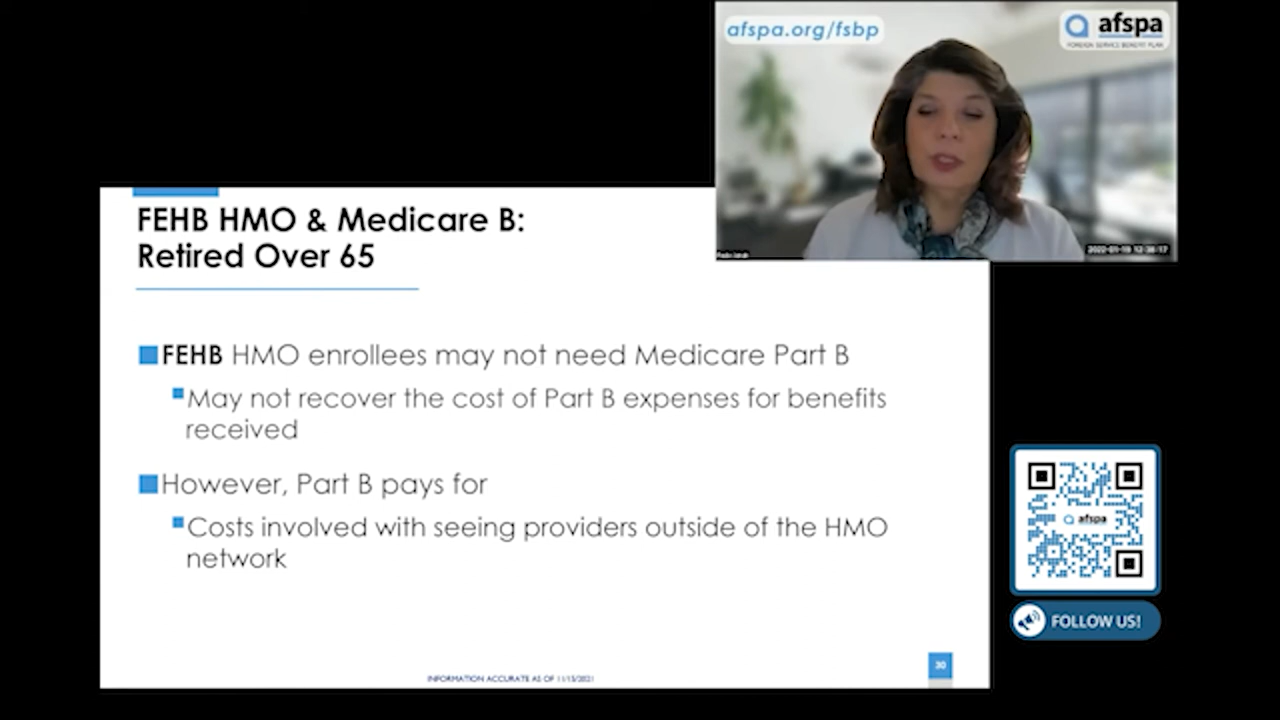 afspa.org/fsbp
afspa
FOREIGN SERVICE BENEFIT PLAN
FEHB HMO & Medicare B:
Retired Over 65
FEHB HMO enrollees may not need Medicare Part B
May not recover the cost of Part B expenses for benefits
received
However, Part B pays for
Costs involved with seeing providers outside of the HMO
network
afspa
FOLLOW US!
30
INFORMATION ACCURATE AS OF 11/15/2021